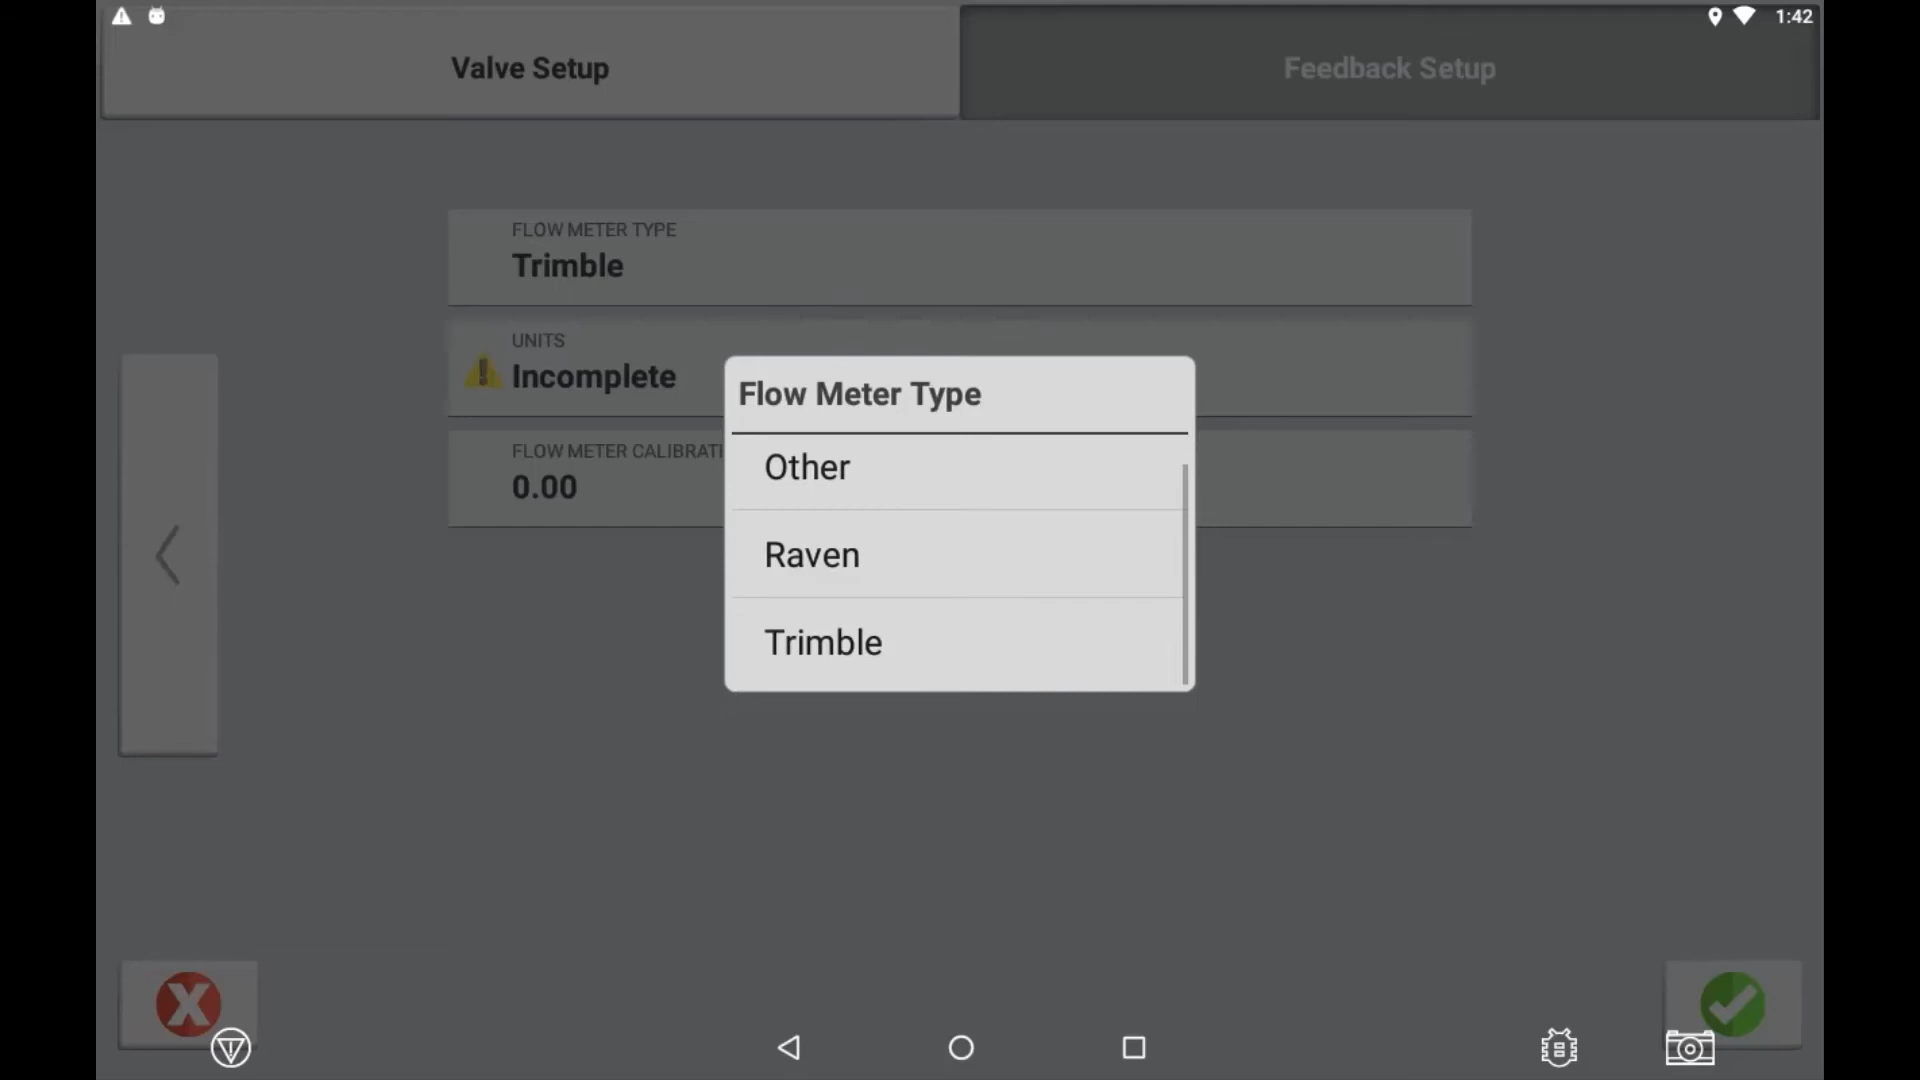 1:42
Valve Setup
Feedback Setup
FLOW METER TYPE
Trimble
UNITS
Incomplete
FLOW METER CALIBRATI
0.00
Flow Meter Type
Other
Raven
Trimble